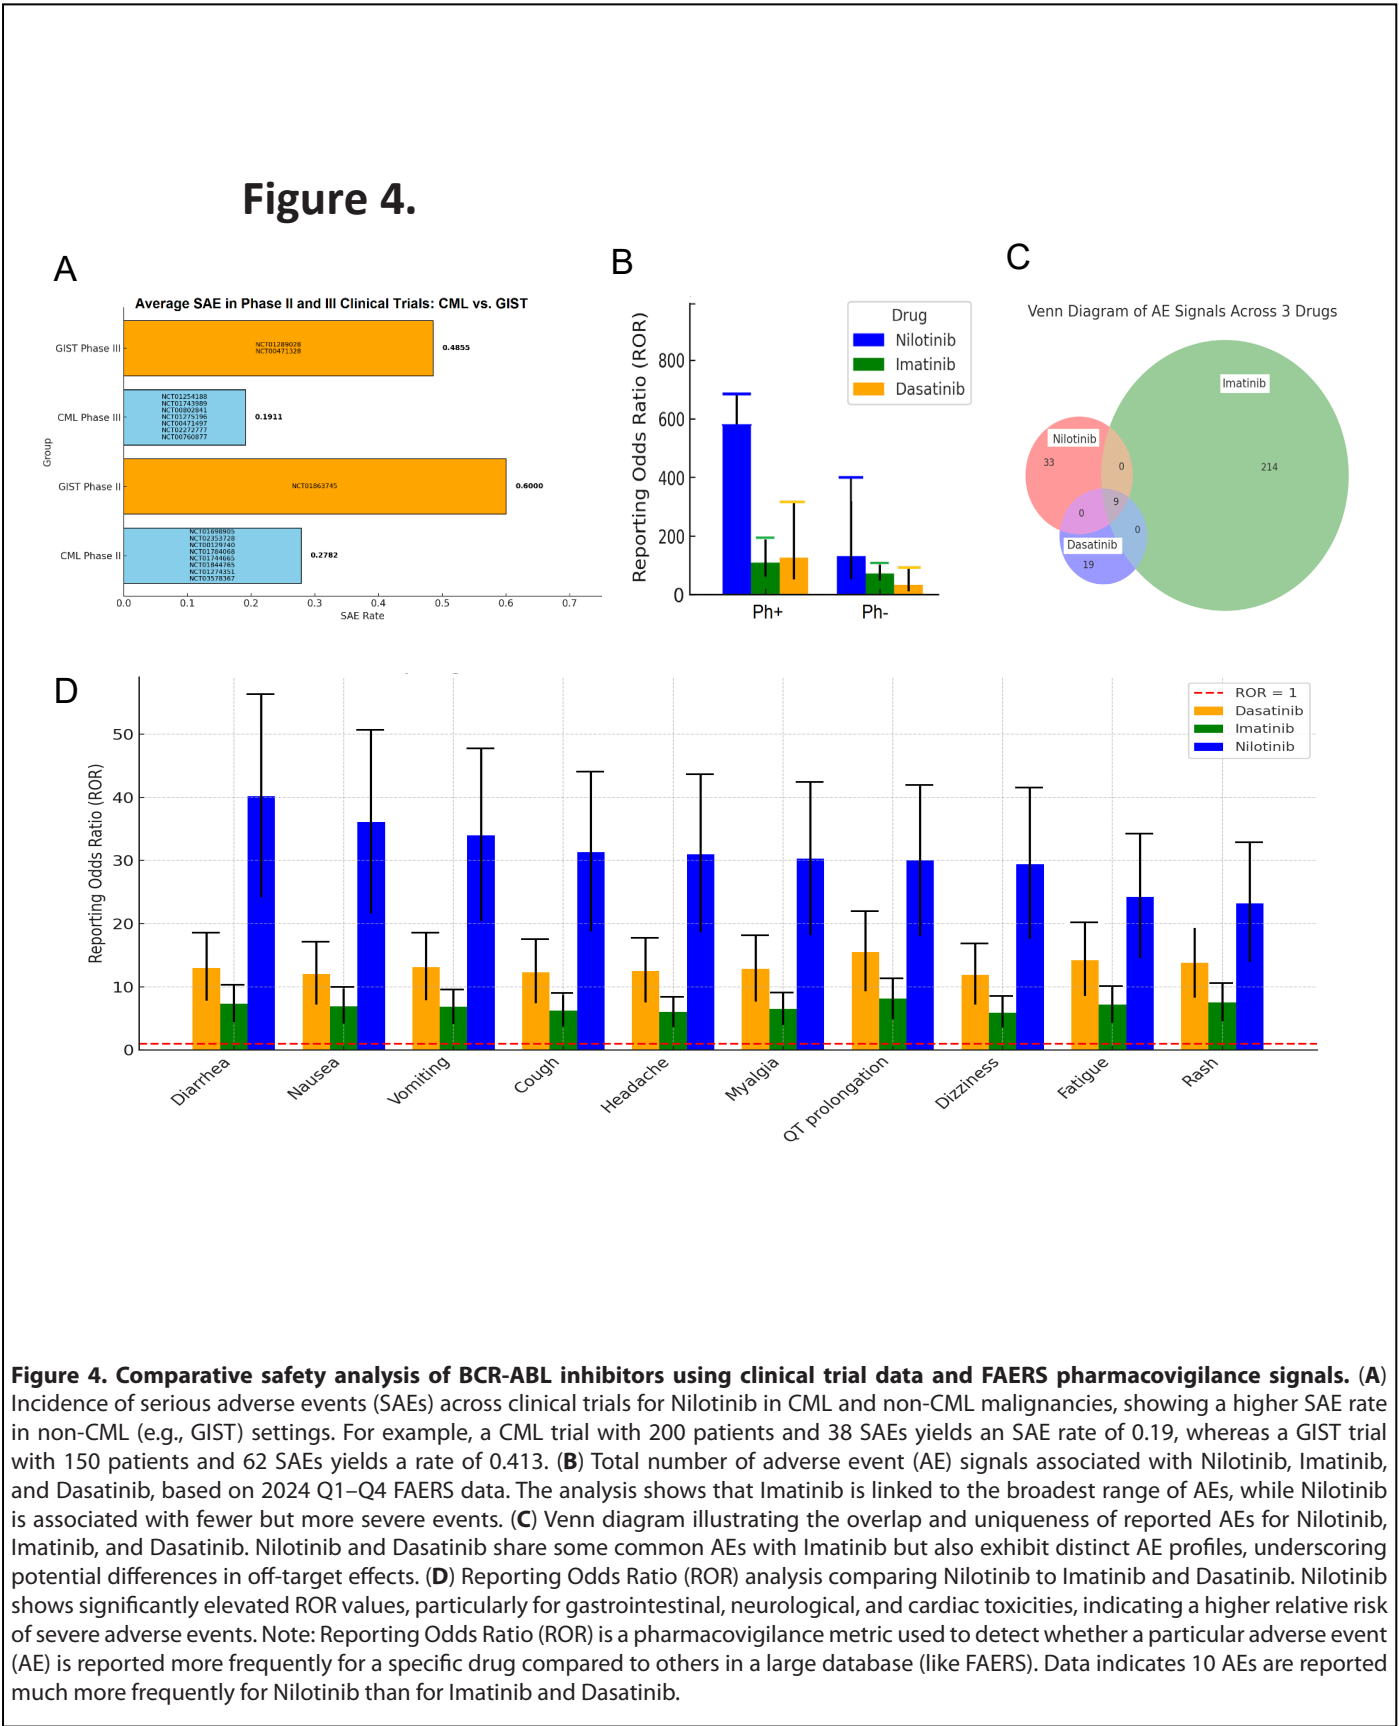 Figure 4.
A
Average SAE in Phase II and III Clinical Trials: CML vs. GIST
Group
GIST Phase III
NCT01289028
NCT00471328
0.4855
CML Phase III
NCT01254188
NCT01743989
NCT00802841
NCT01275196
NCT00471497
NCT02272777
NCT00760877
0.1911
GIST Phase II
NCT01863745
0.6000
CML Phase II
NCT01698905
NCT02353728
NCT00129740
NCT01784068
NCT01744665
NCT01844765
NCT01274351
NCT03578367
0.2782
0.0 0.1 0.2 0.3 0.4 0.5 0.6 0.7
SAE Rate
B
Reporting Odds Ratio (ROR)
800
600
400
200
0
Drug
Nilotinib
Imatinib
Dasatinib
Ph+ Ph-
C
Venn Diagram of AE Signals Across 3 Drugs
Imatinib
Nilotinib
33
0
214
9
0
0
Dasatinib
19
D
Reporting Odds Ratio (ROR)
50
40
30
20
10
0
ROR = 1
Dasatinib
Imatinib
Nilotinib
Diarrhea
Nausea
Vomiting
Cough
Headache
Myalgia
QT prolongation
Dizziness
Fatigue
Rash
Figure 4. Comparative safety analysis of BCR-ABL inhibitors using clinical trial data and FAERS pharmacovigilance signals. (A)
Incidence of serious adverse events (SAEs) across clinical trials for Nilotinib in CML and non-CML malignancies, showing a higher SAE rate
in non-CML (e.g., GIST) settings. For example, a CML trial with 200 patients and 38 SAEs yields an SAE rate of 0.19, whereas a GIST trial
with 150 patients and 62 SAEs yields a rate of 0.413. (B) Total number of adverse event (AE) signals associated with Nilotinib, Imatinib,
and Dasatinib, based on 2024 Q1–Q4 FAERS data. The analysis shows that Imatinib is linked to the broadest range of AEs, while Nilotinib
is associated with fewer but more severe events. (C) Venn diagram illustrating the overlap and uniqueness of reported AEs for Nilotinib,
Imatinib, and Dasatinib. Nilotinib and Dasatinib share some common AEs with Imatinib but also exhibit distinct AE profiles, underscoring
potential differences in off-target effects. (D) Reporting Odds Ratio (ROR) analysis comparing Nilotinib to Imatinib and Dasatinib. Nilotinib
shows significantly elevated ROR values, particularly for gastrointestinal, neurological, and cardiac toxicities, indicating a higher relative risk
of severe adverse events. Note: Reporting Odds Ratio (ROR) is a pharmacovigilance metric used to detect whether a particular adverse event
(AE) is reported more frequently for a specific drug compared to others in a large database (like FAERS). Data indicates 10 AEs are reported
much more frequently for Nilotinib than for Imatinib and Dasatinib.